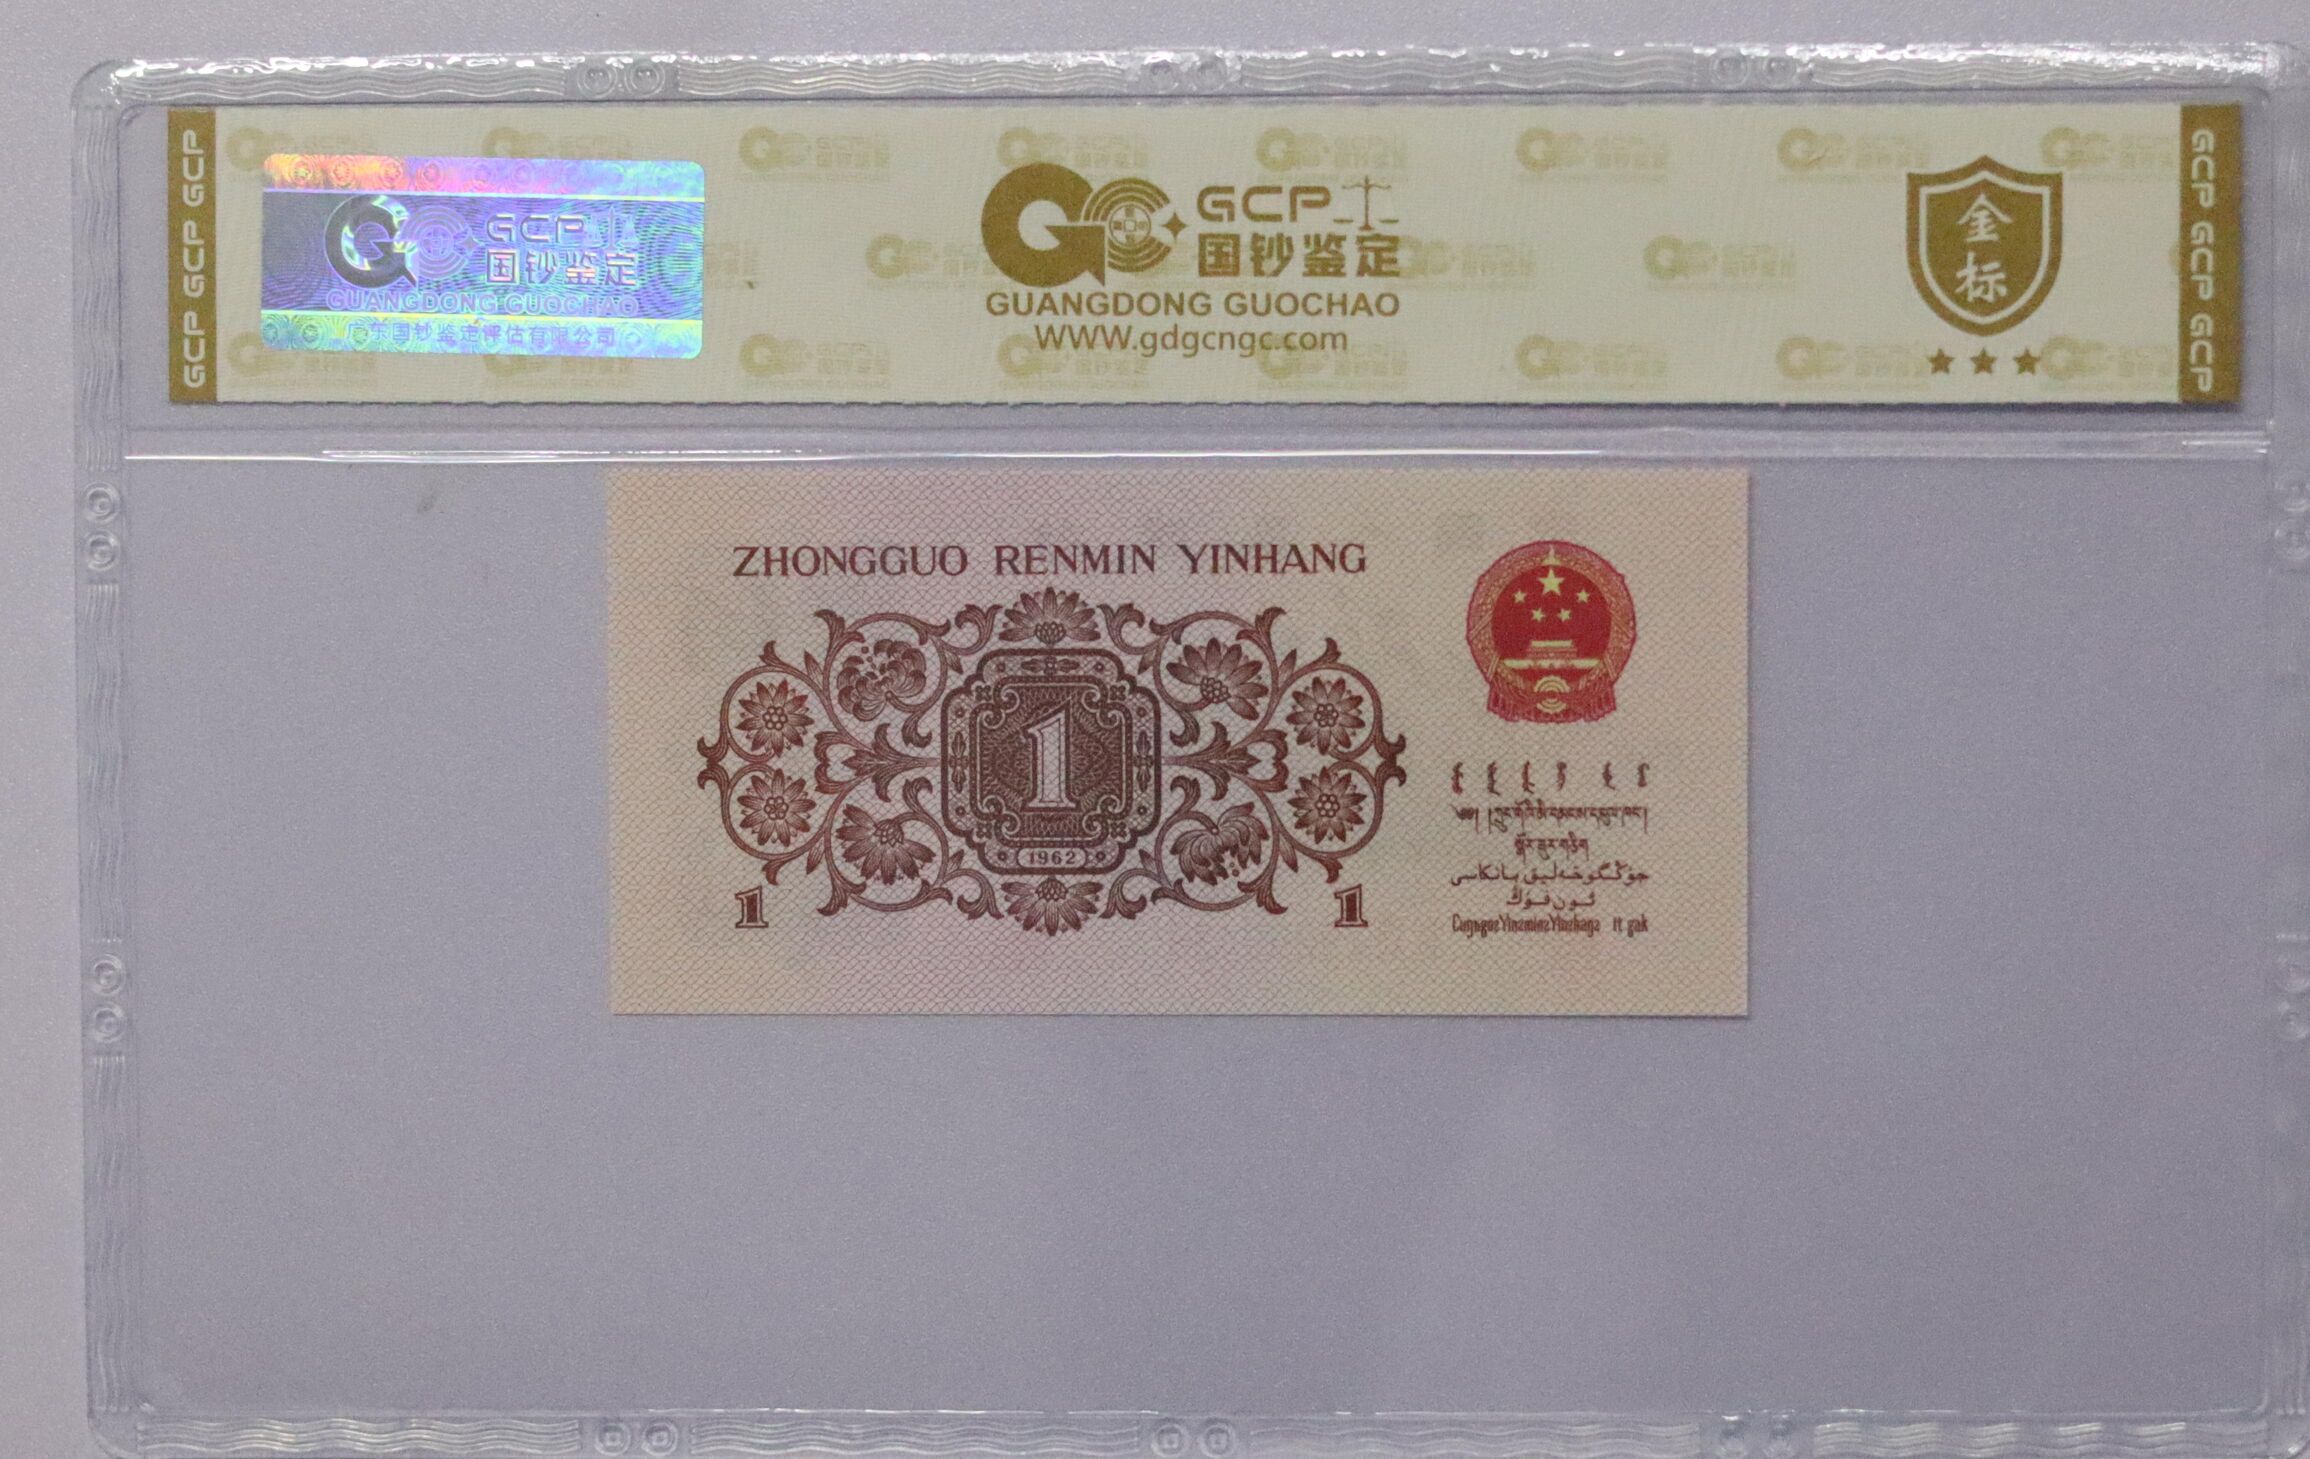 GCP GCP GCP
GCP
国钞鉴定
GUANGDONG GUOCHAO
广东国钞鉴定评估有限公司
GCP
国钞鉴定
GUANGDONG GUOCHAO
WWW.gdgcngc.com
金
标
GCP GCP GCP
ZHONGGUO RENMIN YINHANG
1
1962
1
1